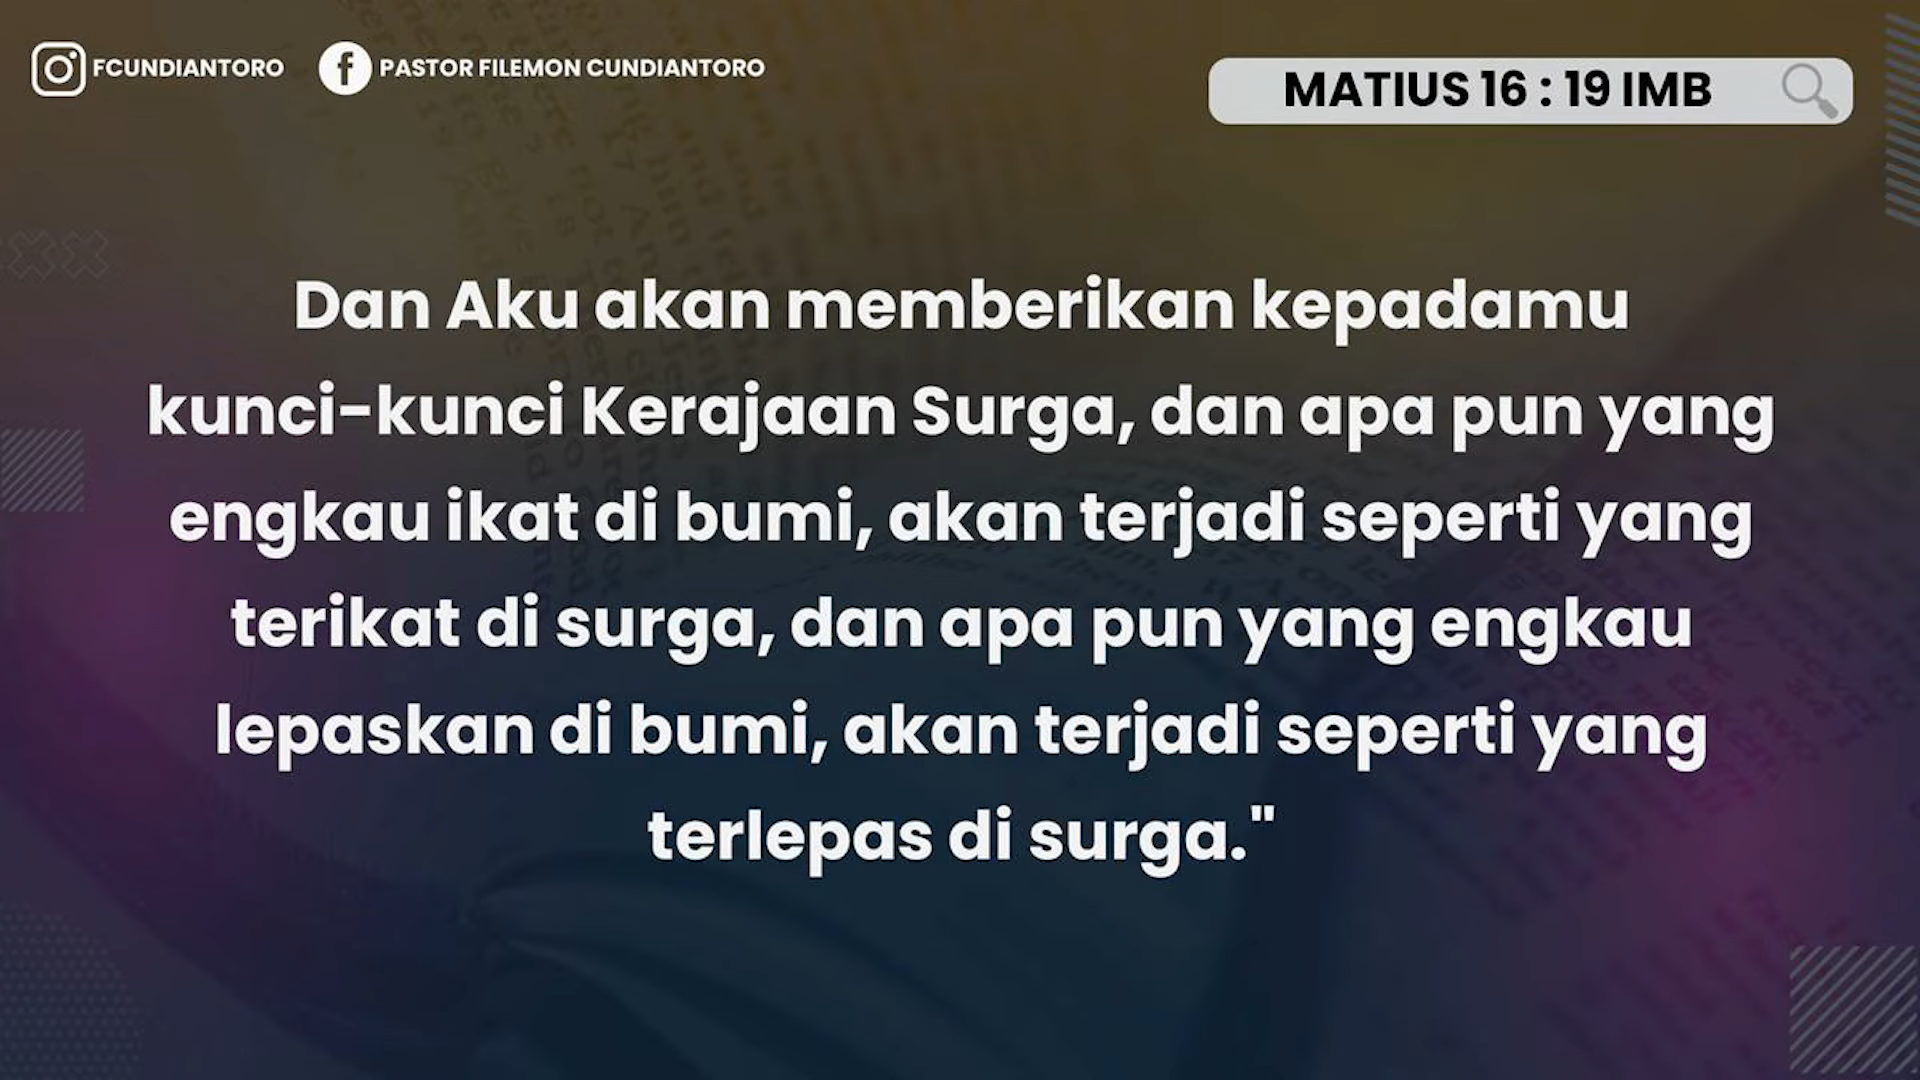 FCUNDIANTORO
PASTOR FILEMON CUNDIANTORO
MATIUS 16 : 19 IMB
Dan Aku akan memberikan kepadamu
kunci-kunci Kerajaan Surga, dan apa pun yang
engkau ikat di bumi, akan terjadi seperti yang
terikat di surga, dan apa pun yang engkau
lepaskan di bumi, akan terjadi seperti yang
terlepas di surga."